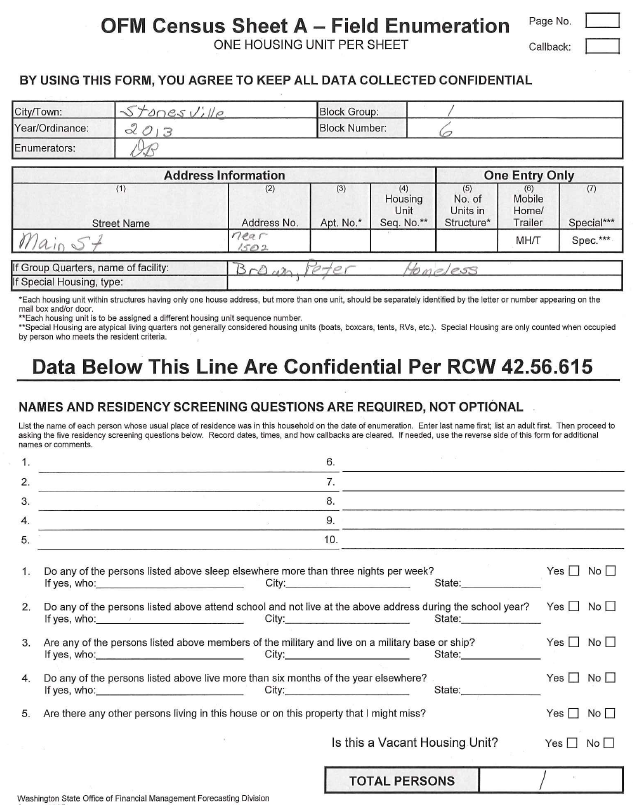 OFM Census Sheet A – Field Enumeration
ONE HOUSING UNIT PER SHEET
Page No.
Callback:
BY USING THIS FORM, YOU AGREE TO KEEP ALL DATA COLLECTED CONFIDENTIAL
City/Town: Stonesville Block Group: 1
Year/Ordinance: 2013 Block Number: 6
Enumerators: DB
Address Information One Entry Only
(1) Street Name (2) Address No. (3) Apt. No.* (4) Housing Unit Seq. No.** (5) No. of Units in Structure* (6) Mobile Home/ Trailer (7) Special***
Main St near 1502 MH/T Spec.***
If Group Quarters, name of facility: Brown, Peter Homeless
If Special Housing, type:
*Each housing unit within structures having only one house address, but more than one unit, should be separately identified by the letter or number appearing on the
mail box and/or door.
**Each housing unit is to be assigned a different housing unit sequence number.
**Special Housing are atypical living quarters not generally considered housing units (boats, boxcars, tents, RVs, etc.). Special Housing are only counted when occupied
by person who meets the resident criteria.
Data Below This Line Are Confidential Per RCW 42.56.615
NAMES AND RESIDENCY SCREENING QUESTIONS ARE REQUIRED, NOT OPTIONAL
List the name of each person whose usual place of residence was in this household on the date of enumeration. Enter last name first; list an adult first. Then proceed to
asking the five residency screening questions below. Record dates, times, and how callbacks are cleared. If needed, use the reverse side of this form for additional
names or comments.
1. 6.
2. 7.
3. 8.
4. 9.
5. 10.
1. Do any of the persons listed above sleep elsewhere more than three nights per week? Yes No
If yes, who: City: State:
2. Do any of the persons listed above attend school and not live at the above address during the school year? Yes No
If yes, who: City: State:
3. Are any of the persons listed above members of the military and live on a military base or ship? Yes No
If yes, who: City: State:
4. Do any of the persons listed above live more than six months of the year elsewhere? Yes No
If yes, who: City: State:
5. Are there any other persons living in this house or on this property that I might miss? Yes No
Is this a Vacant Housing Unit? Yes No
TOTAL PERSONS 1
Washington State Office of Financial Management Forecasting Division